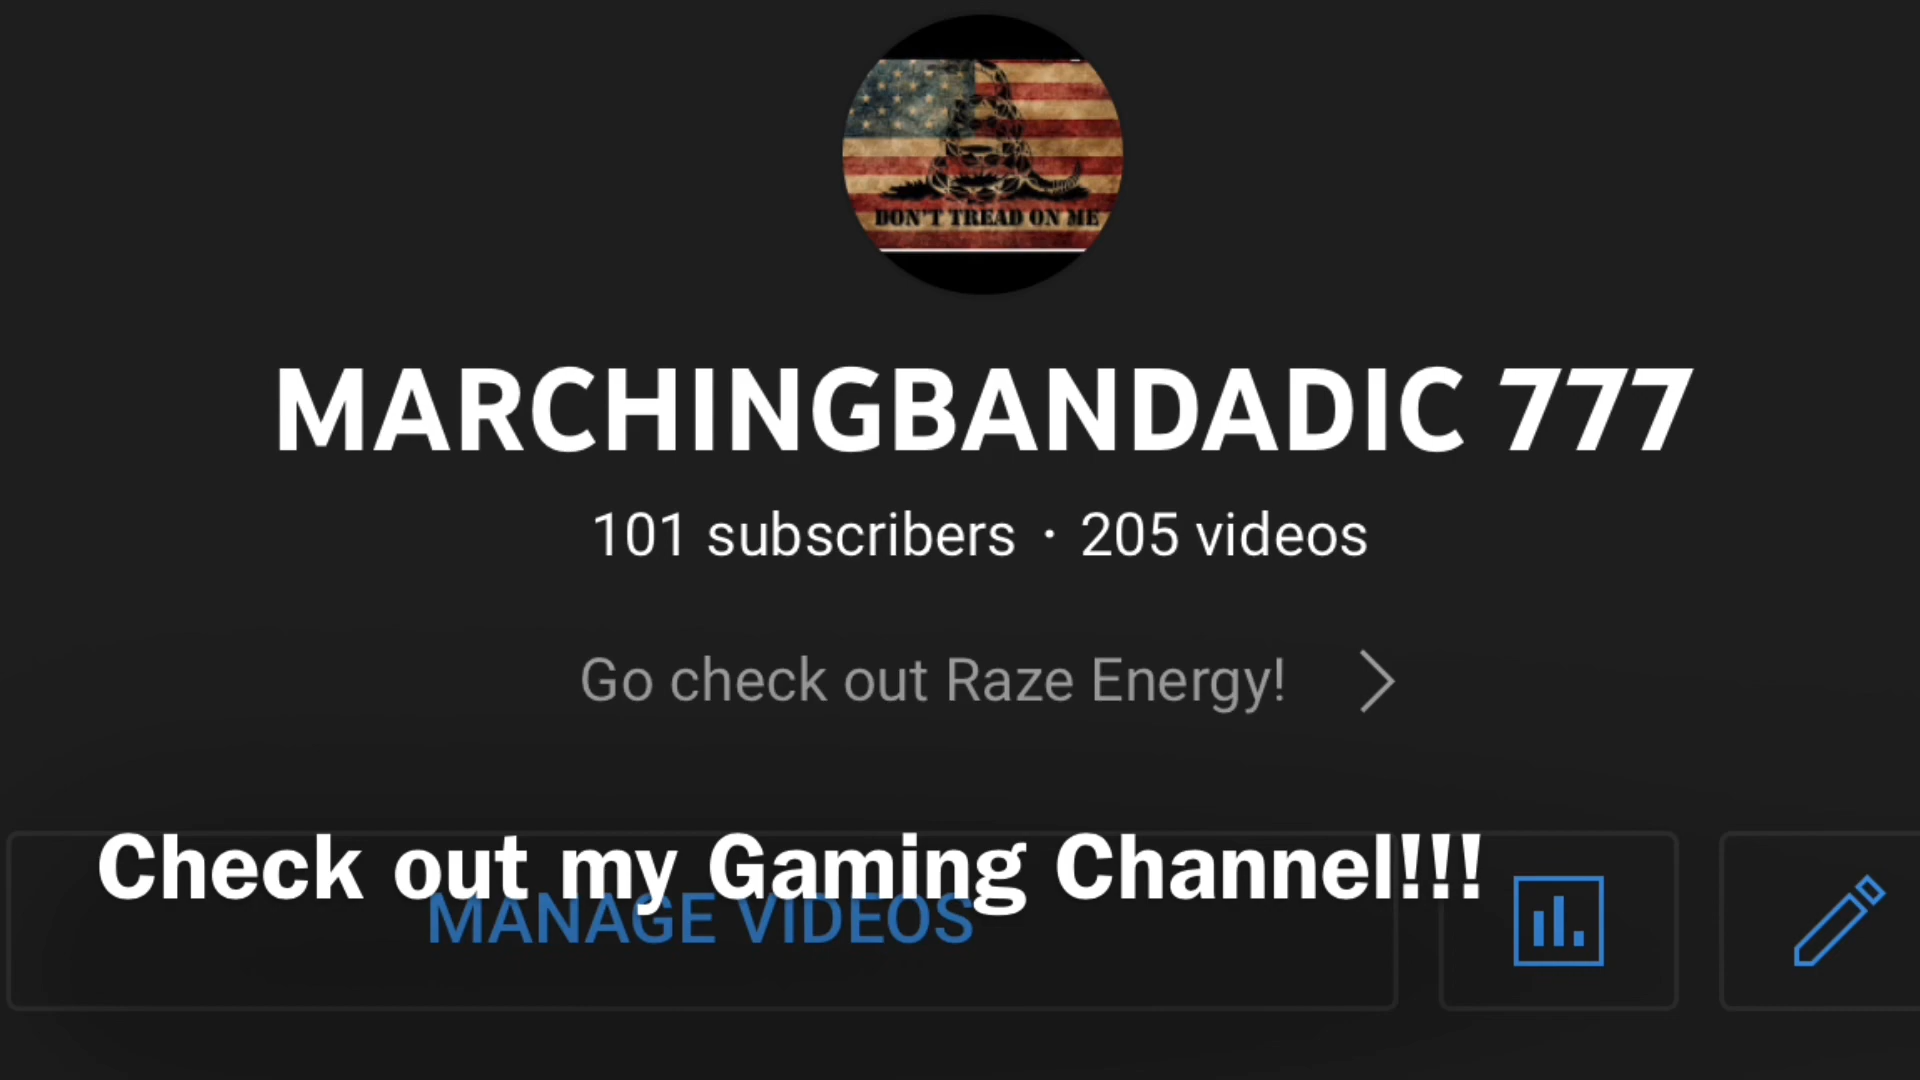 DON'T TREAD ON ME
MARCHINGBANDADIC 777
101 subscribers · 205 videos
Go check out Raze Energy!
Check out my Gaming Channel!!!
MANAGE VIDEOS